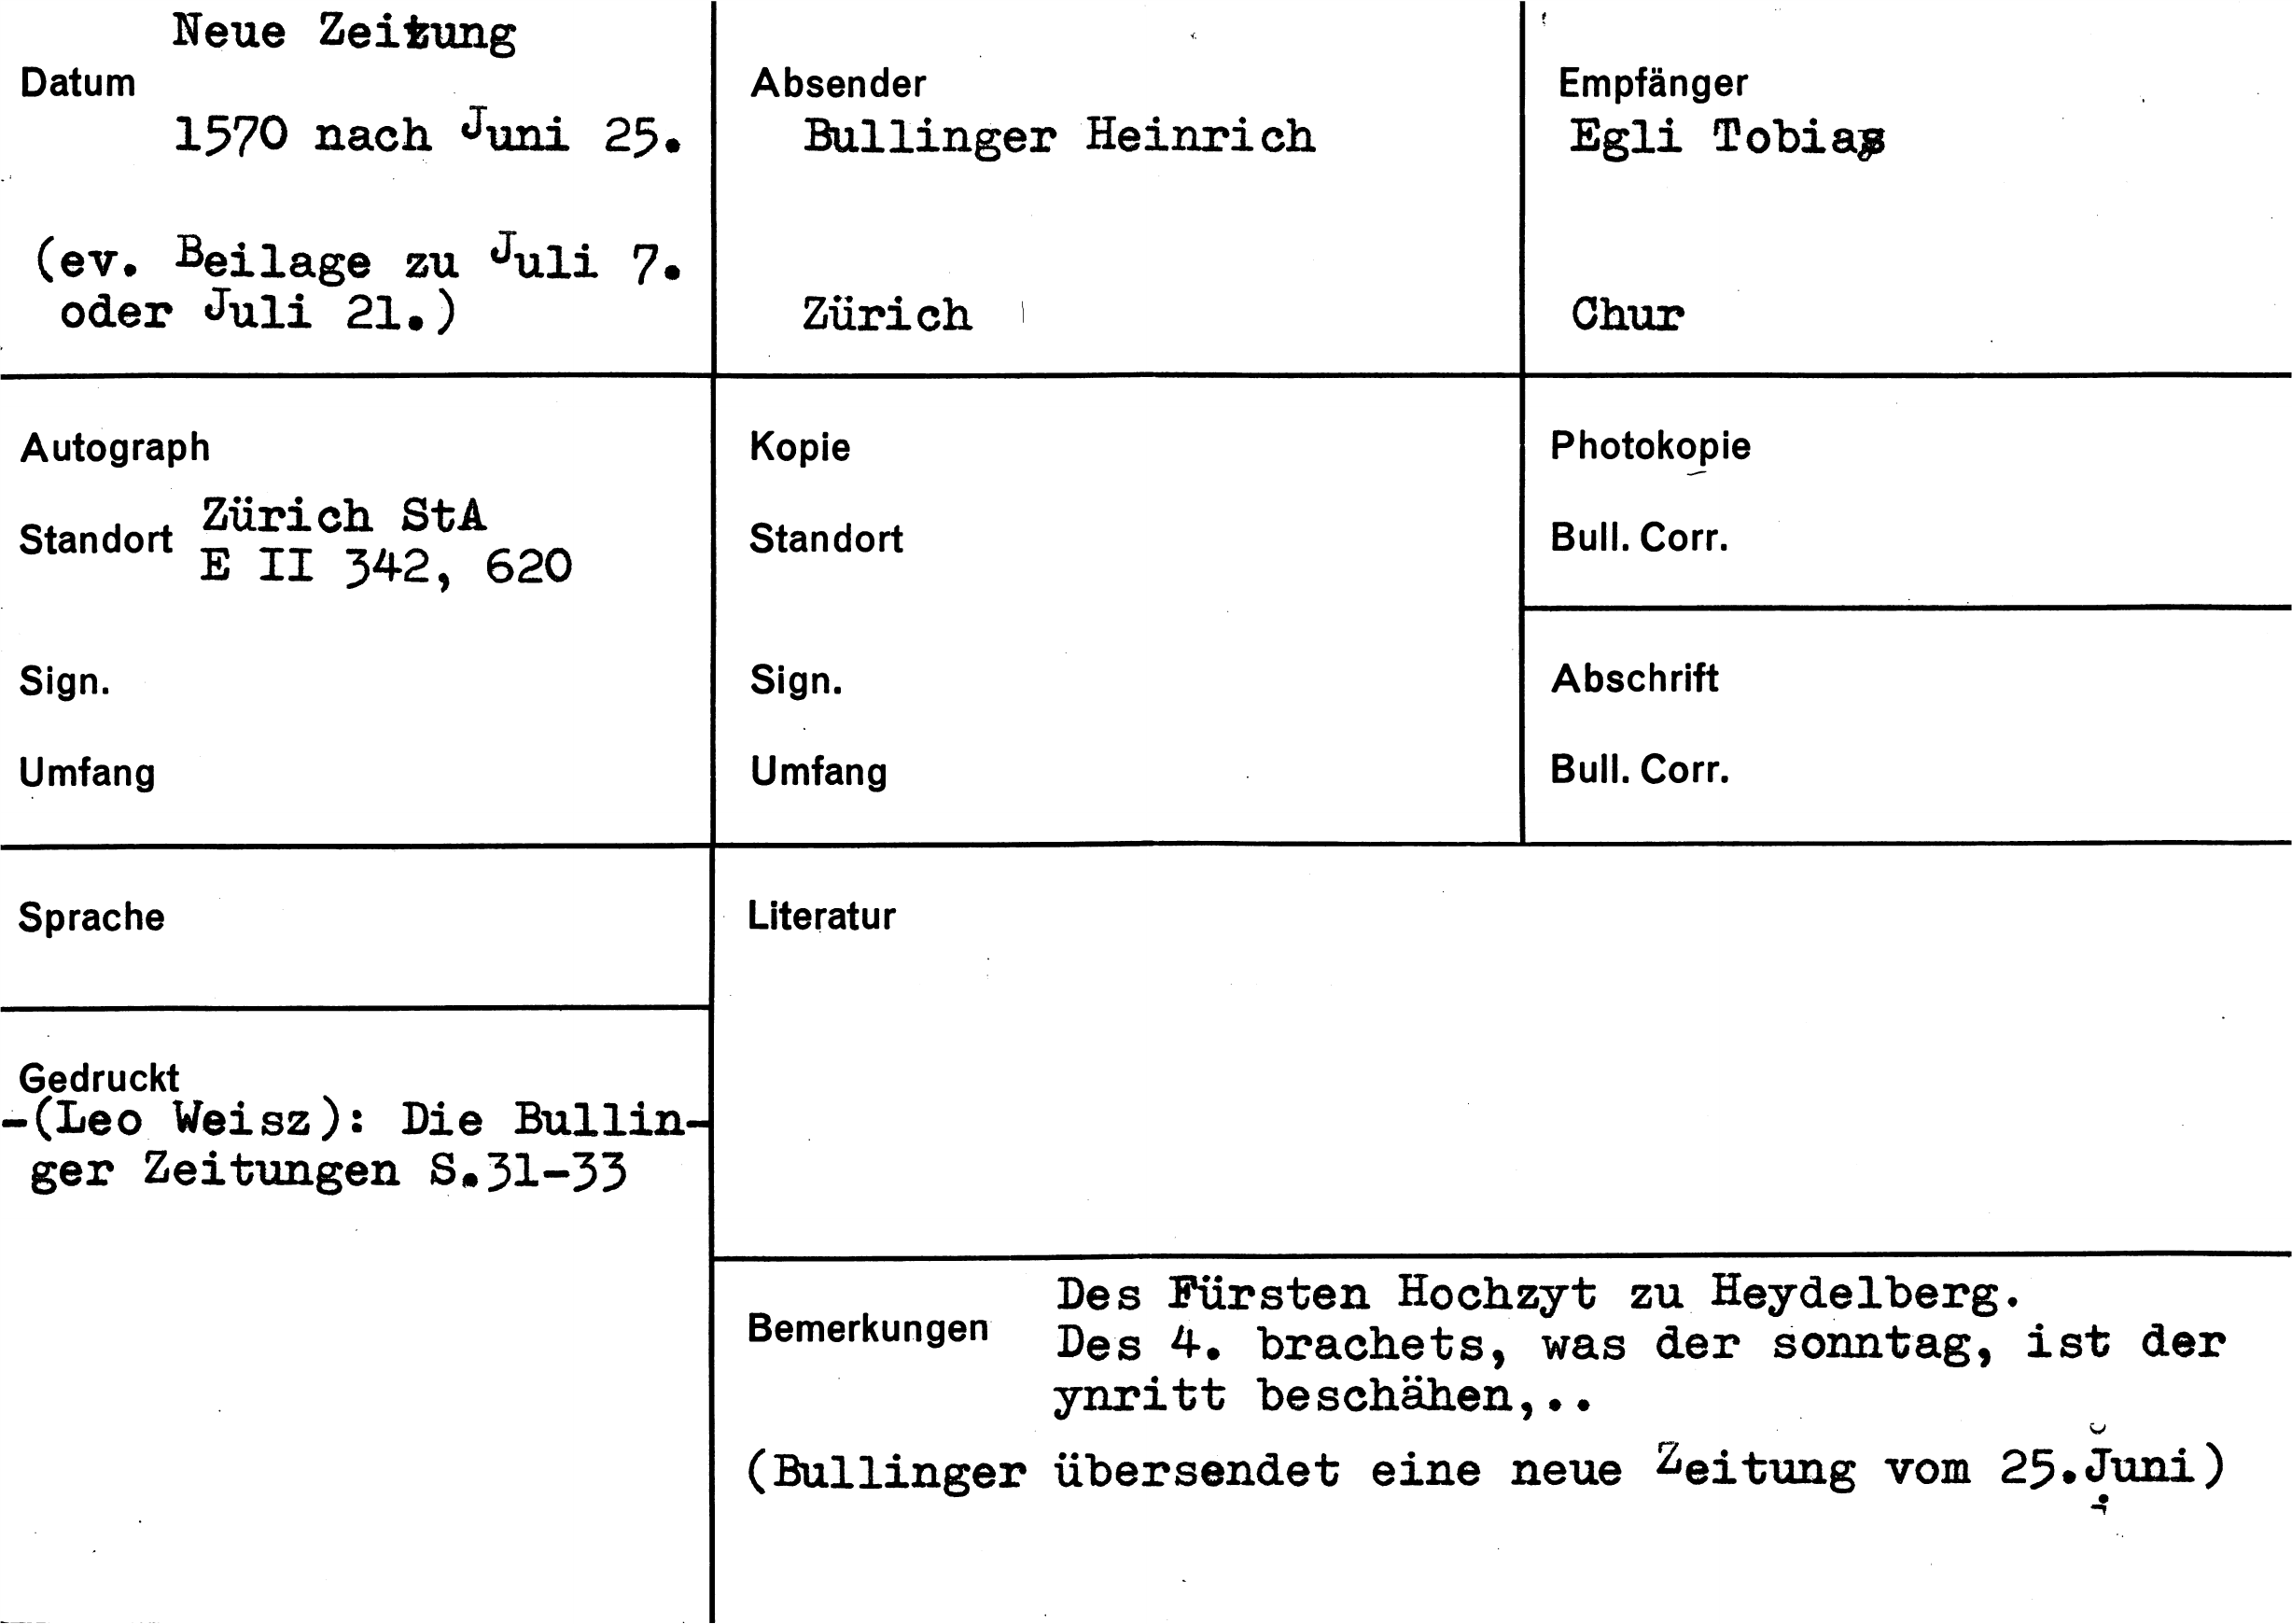 Neue Zeitung
Datum
1570 nach Juni 25.
(ev. Beilage zu Juli 7.
oder Juli 21.)
Absender
Bullinger Heinrich
Zürich
Empfänger
Egli Tobias
Chur
Autograph
Standort Zürich StA
E II 342, 620
Sign.
Umfang
Kopie
Standort
Sign.
Umfang
Photokopie
Bull. Corr.
Abschrift
Bull. Corr.
Sprache
Literatur
Gedruckt
-(Leo Weisz): Die Bullin-
ger Zeitungen S.31-33
Bemerkungen
Des Fürsten Hochzyt zu Heydelberg.
Des 4. brachets, was der sonntag, ist der
ynritt beschähen,..
(Bullinger übersendet eine neue Zeitung vom 25.Juni)